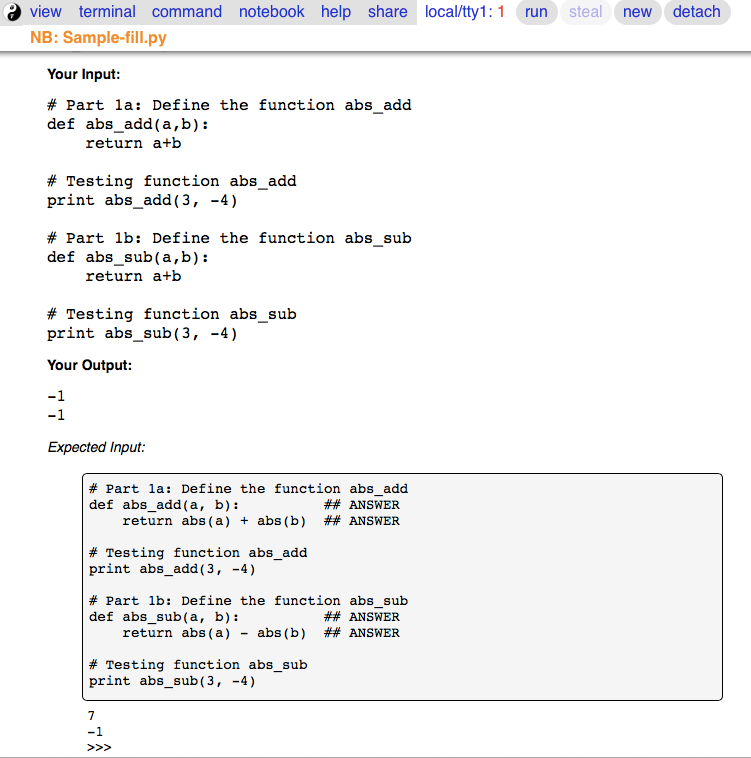 view terminal command notebook help share local/tty1: 1 run steal new detach
NB: Sample-fill.py
Your Input:
# Part 1a: Define the function abs_add
def abs_add(a,b):
    return a+b
# Testing function abs_add
print abs_add(3, -4)
# Part 1b: Define the function abs_sub
def abs_sub(a,b):
    return a+b
# Testing function abs_sub
print abs_sub(3, -4)
Your Output:
-1
-1
Expected Input:
# Part 1a: Define the function abs_add
def abs_add(a, b):          ## ANSWER
    return abs(a) + abs(b)  ## ANSWER
# Testing function abs_add
print abs_add(3, -4)
# Part 1b: Define the function abs_sub
def abs_sub(a, b):          ## ANSWER
    return abs(a) - abs(b)  ## ANSWER
# Testing function abs_sub
print abs_sub(3, -4)
7
-1
>>>